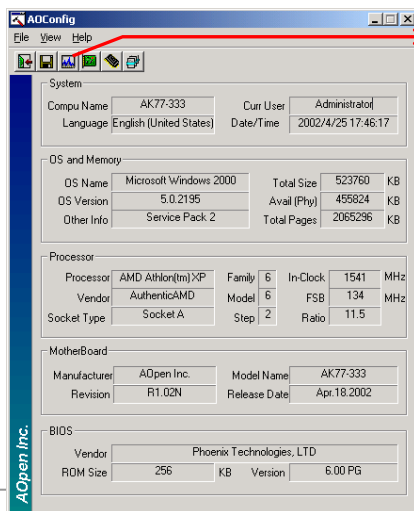 AOConfig
File View Help
System
Compu Name AK77-333 Curr User Administrator
Language English (United States) Date/Time 2002/4/25 17:46:17
OS and Memory
OS Name Microsoft Windows 2000 Total Size 523760 KB
OS Version 5.0.2195 Avail (Phy) 455824 KB
Other Info Service Pack 2 Total Pages 2065296 KB
Processor
Processor AMD Athlon(tm) XP Family 6 In-Clock 1541 MHz
Vendor AuthenticAMD Model 6 FSB 134 MHz
Socket Type Socket A Step 2 Ratio 11.5
MotherBoard
Manufacturer AOpen Inc. Model Name AK77-333
Revision R1.02N Release Date Apr.18.2002
BIOS
Vendor Phoenix Technologies, LTD
ROM Size 256 KB Version 6.00 PG
AOpen Inc.